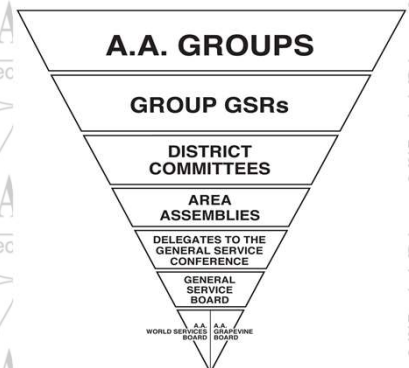 A.A. GROUPS
GROUP GSRs
DISTRICT
COMMITTEES
AREA
ASSEMBLIES
DELEGATES TO THE
GENERAL SERVICE
CONFERENCE
GENERAL
SERVICE
BOARD
A.A.
WORLD SERVICES
BOARD
A.A.
GRAPEVINE
BOARD